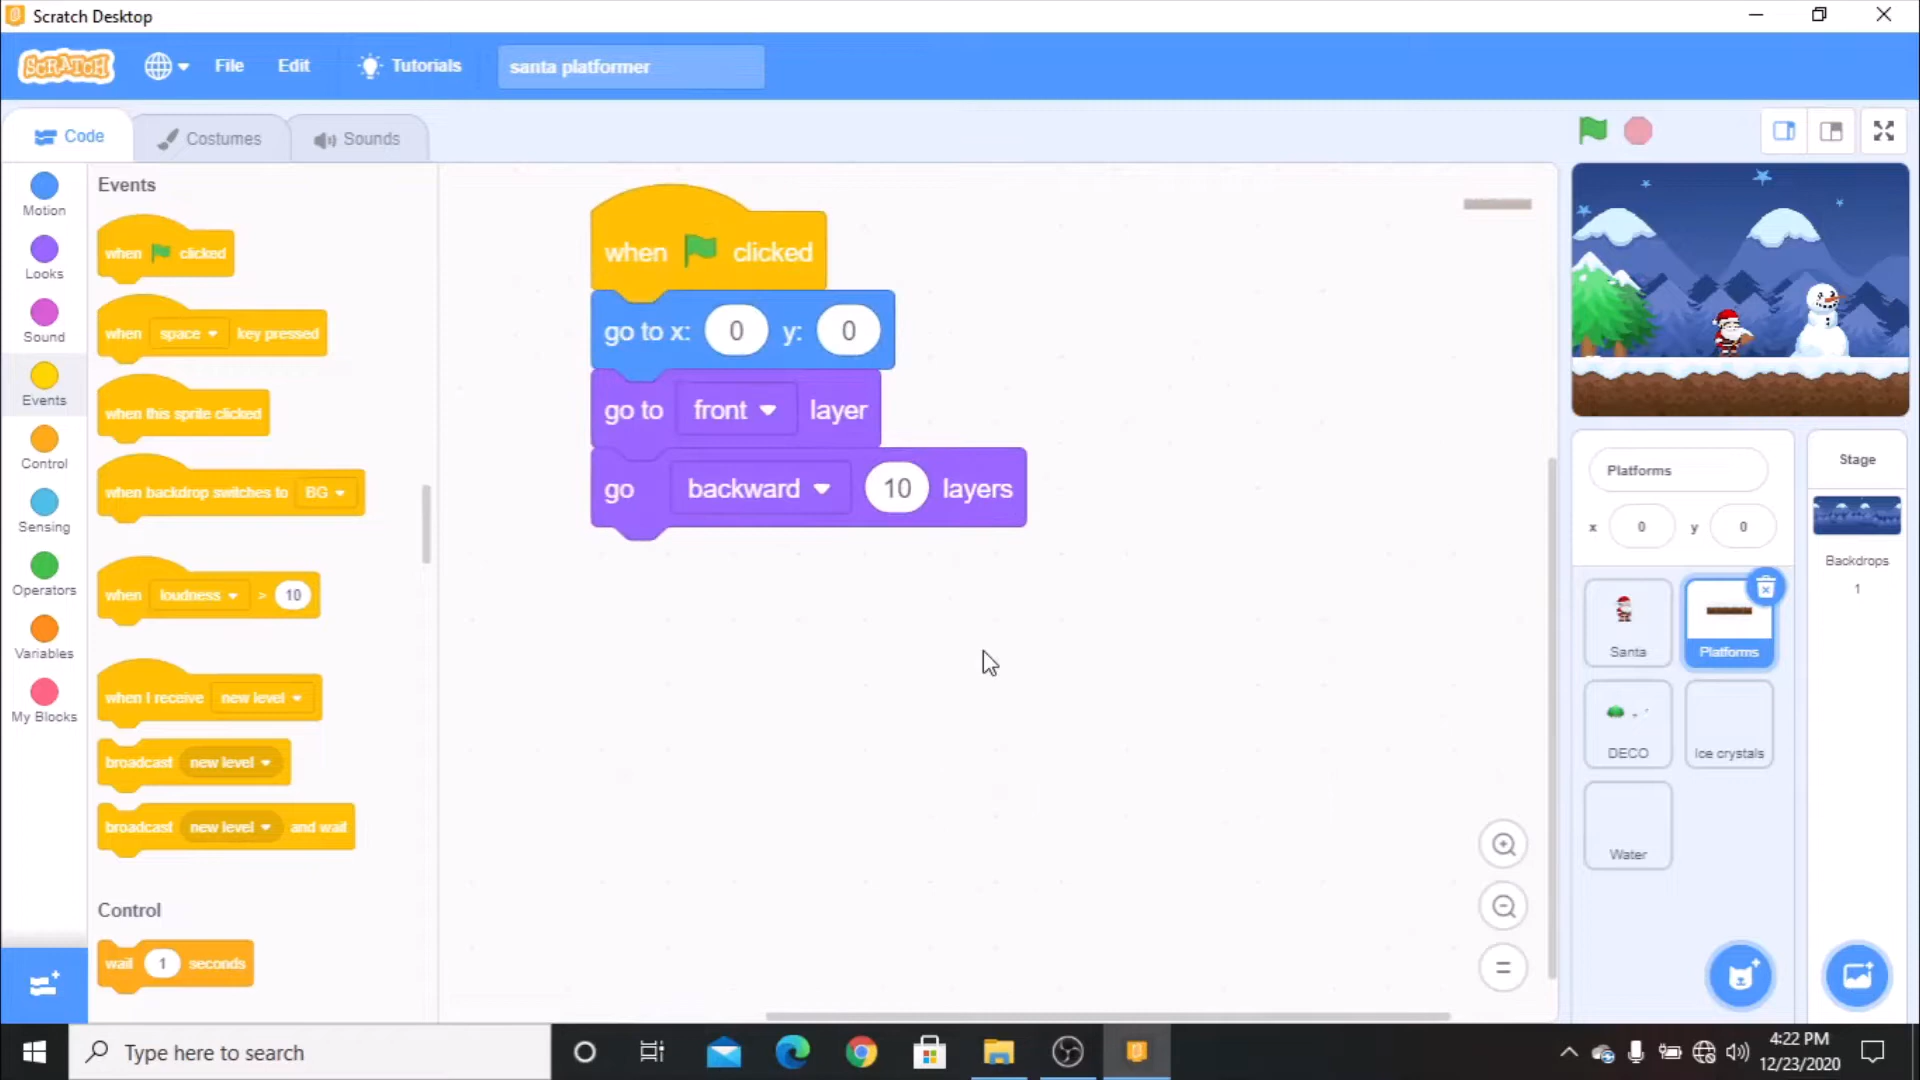 Scratch Desktop
SCRATCH
File
Edit
Tutorials
santa platformer
Code
Costumes
Sounds
Motion
Looks
Sound
Events
Control
Sensing
Operators
Variables
My Blocks
Events
when clicked
when space key pressed
when this sprite clicked
when backdrop switches to BG
when loudness > 10
when I receive new level
broadcast new level
broadcast new level and wait
Control
wait 1 seconds
when clicked
go to x: 0 y: 0
go to front layer
go backward 10 layers
Platforms
x 0 y 0
Santa
Platforms
DECO
Ice crystals
Water
Stage
Backdrops
1
Type here to search
4:22 PM
12/23/2020